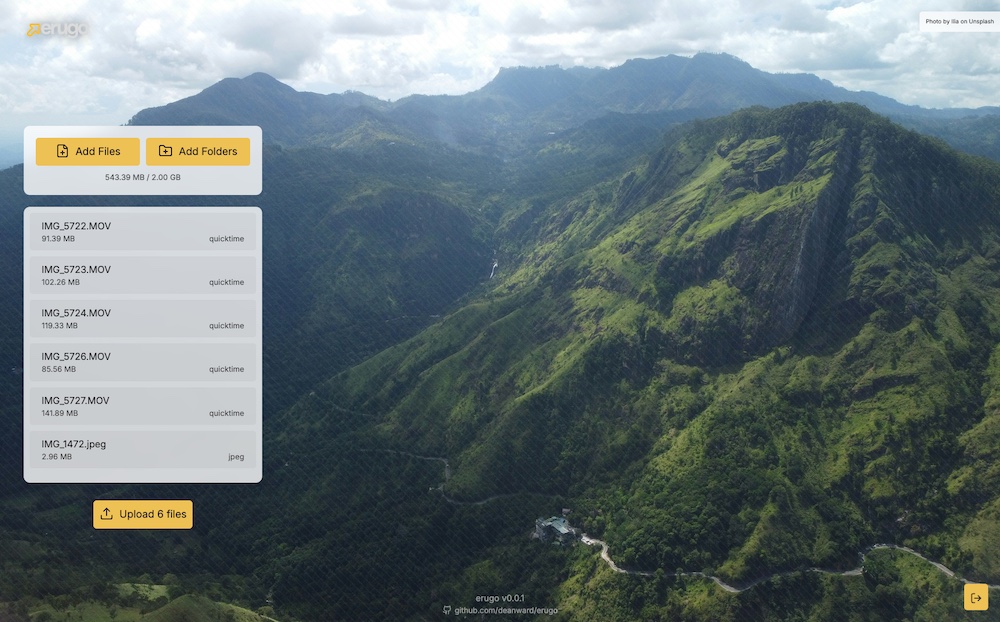 erugo
Photo by Ilia on Unsplash
Add Files
Add Folders
543.39 MB / 2.00 GB
IMG_5722.MOV
91.39 MB
quicktime
IMG_5723.MOV
102.26 MB
quicktime
IMG_5724.MOV
119.33 MB
quicktime
IMG_5726.MOV
85.56 MB
quicktime
IMG_5727.MOV
141.89 MB
quicktime
IMG_1472.jpeg
2.96 MB
jpeg
Upload 6 files
erugo v0.0.1
github.com/deanward/erugo